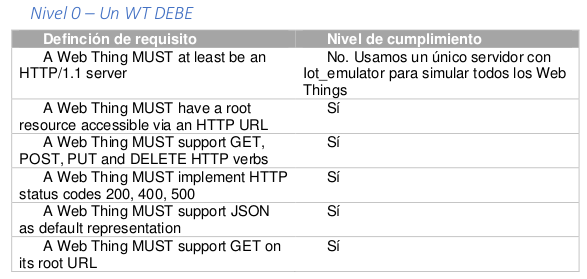 Nivel 0 – Un WT DEBE
Definción de requisito Nivel de cumplimiento
A Web Thing MUST at least be an
HTTP/1.1 server
No. Usamos un único servidor con
Iot_emulator para simular todos los Web
Things
A Web Thing MUST have a root
resource accessible via an HTTP URL
Sí
A Web Thing MUST support GET,
POST, PUT and DELETE HTTP verbs
Sí
A Web Thing MUST implement HTTP
status codes 200, 400, 500
Sí
A Web Thing MUST support JSON
as default representation
Sí
A Web Thing MUST support GET on
its root URL
Sí